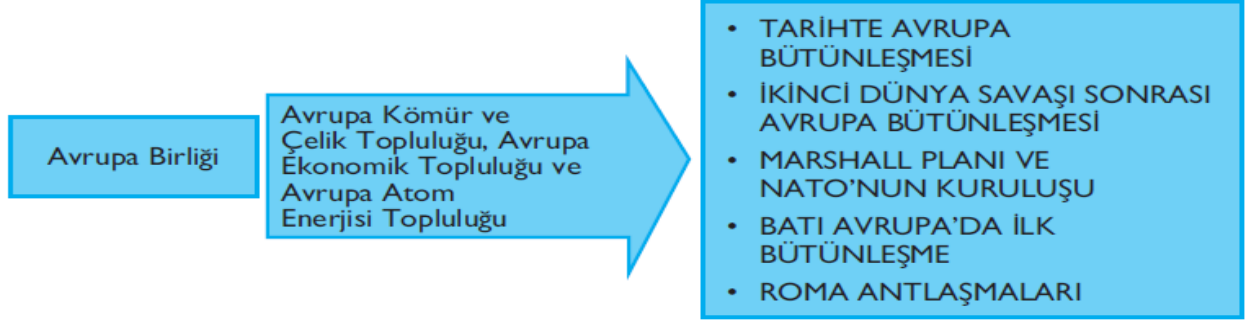 Avrupa Birliği
Avrupa Kömür ve
Çelik Topluluğu, Avrupa
Ekonomik Topluluğu ve
Avrupa Atom
Enerjisi Topluluğu
• TARİHTE AVRUPA
BÜTÜNLEŞMESİ
• İKİNCİ DÜNYA SAVAŞI SONRASI
AVRUPA BÜTÜNLEŞMESİ
• MARSHALL PLANI VE
NATO'NUN KURULUŞU
• BATI AVRUPA'DA İLK
BÜTÜNLEŞME
• ROMA ANTLAŞMALARI